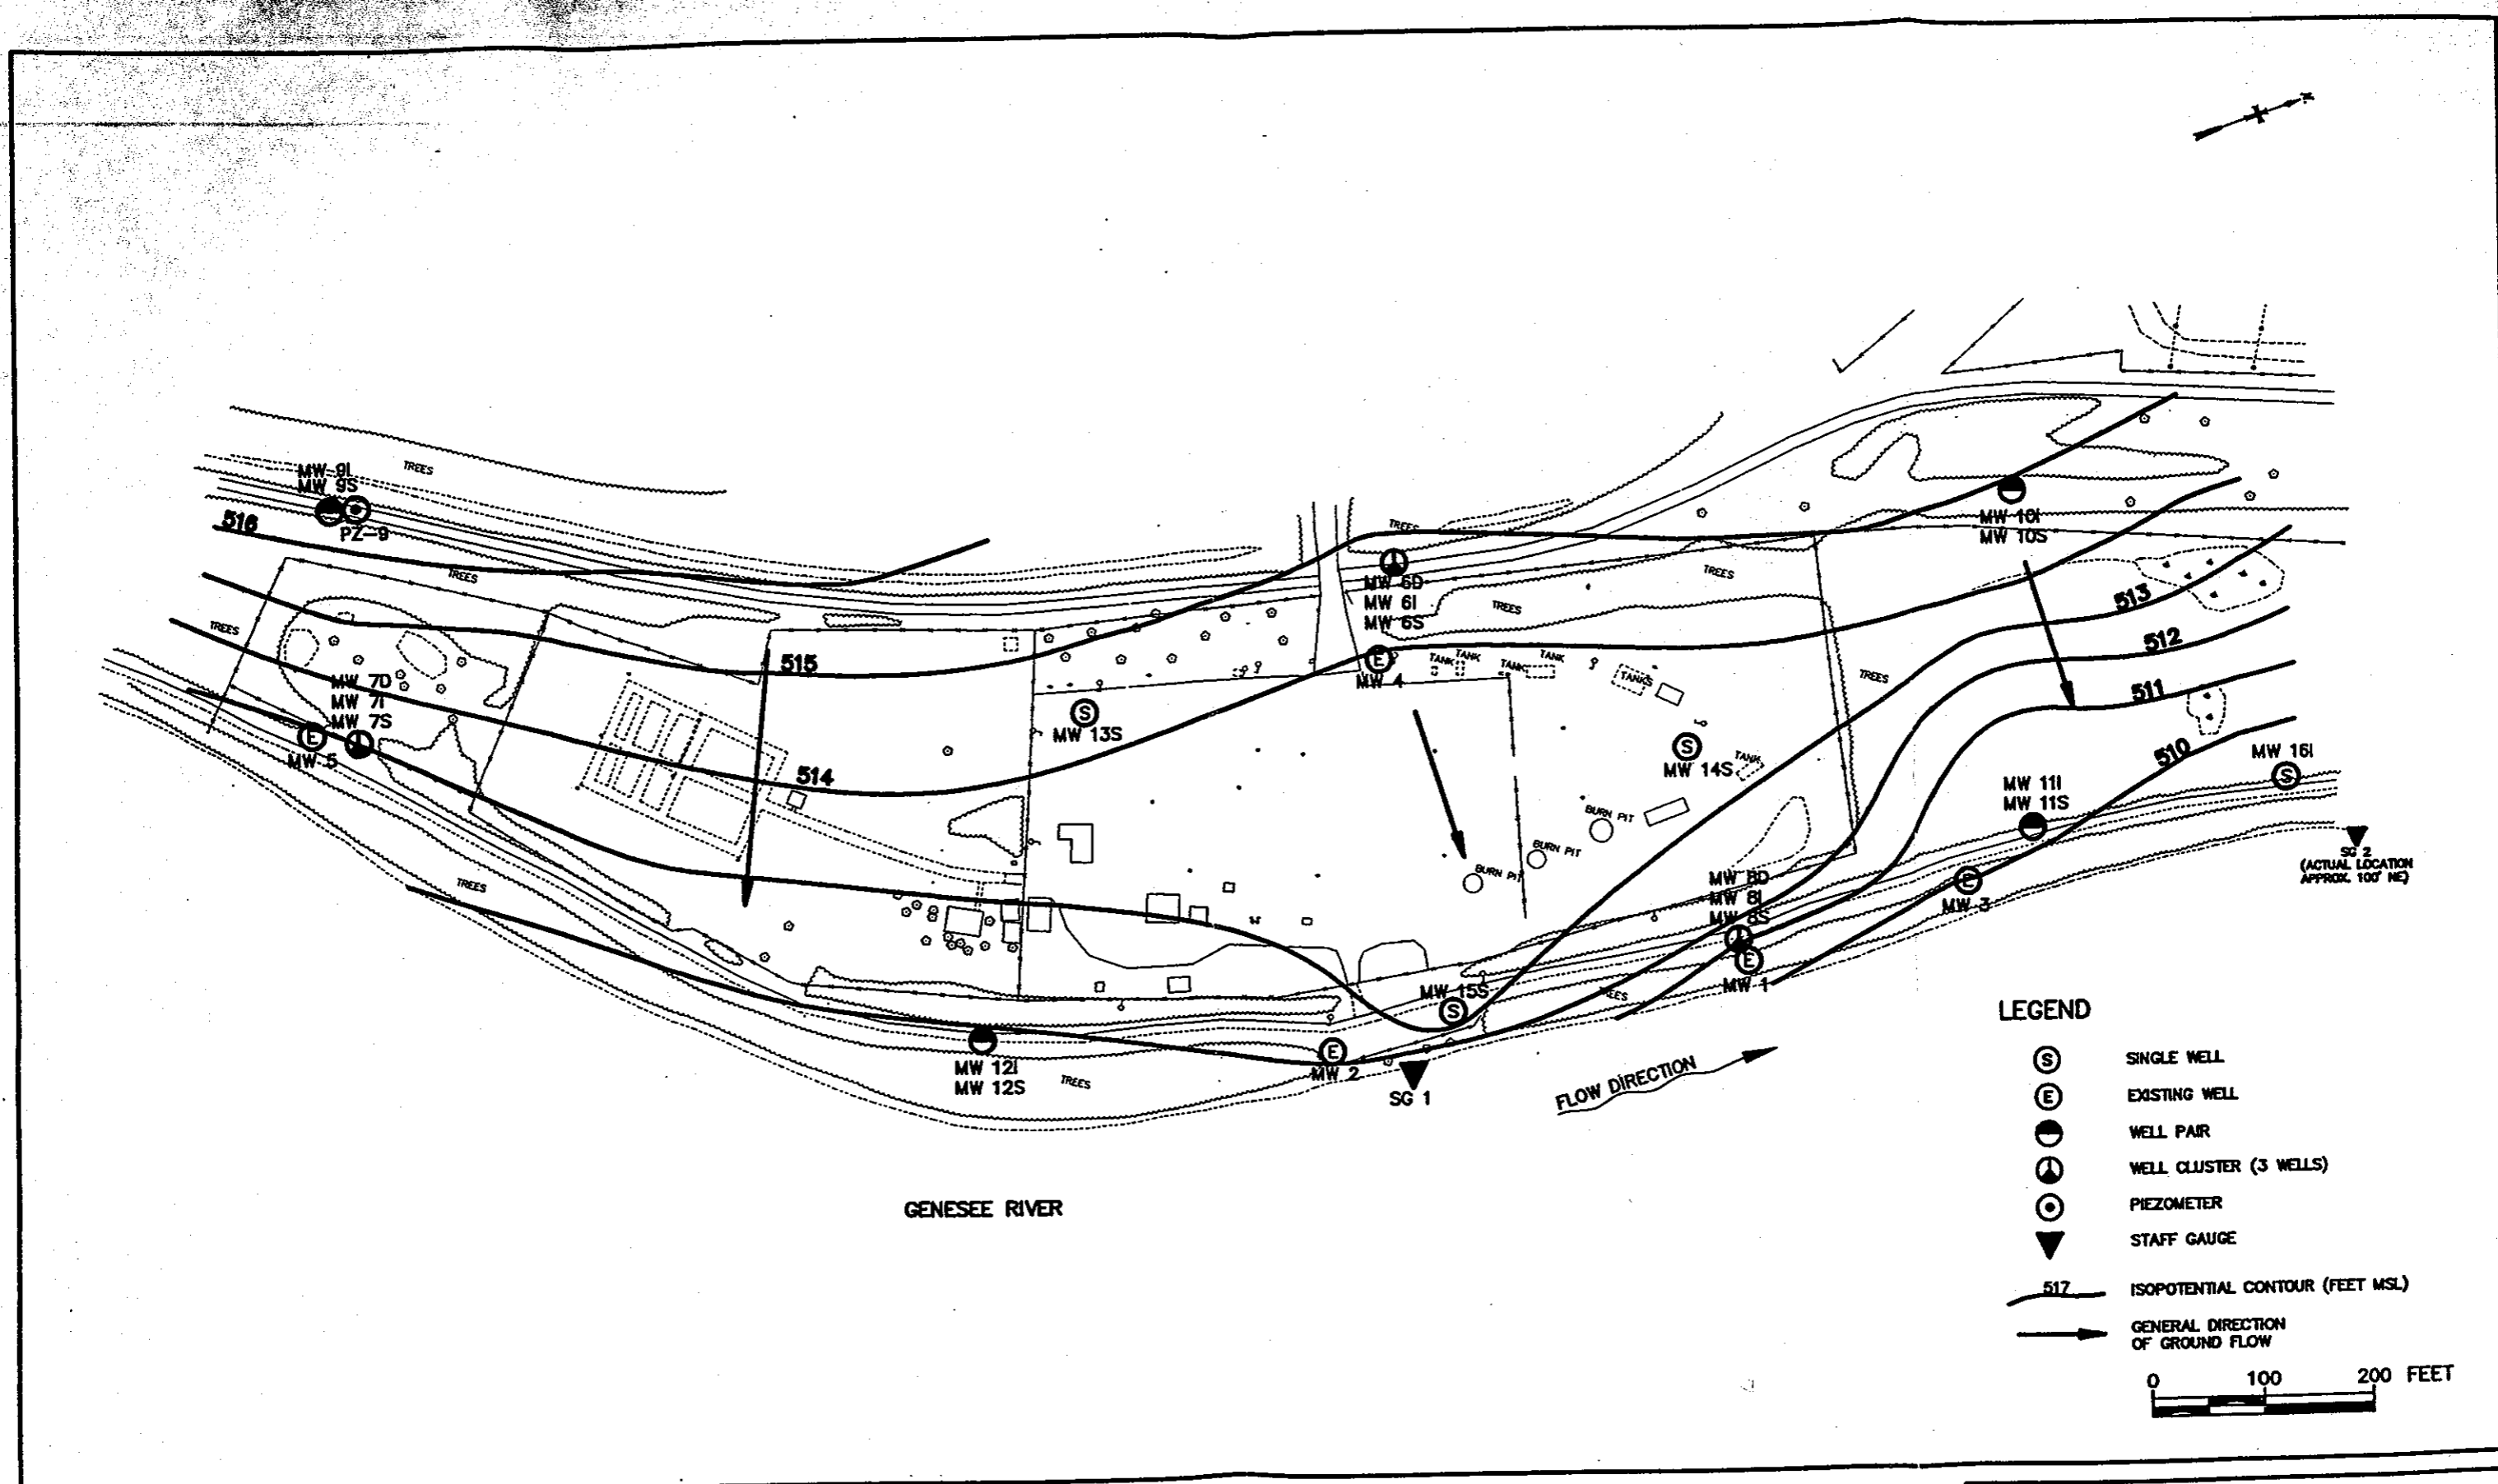 TREES
MW 9I
MW 9S
PZ-9
516
TREES
TREES
MW 6D
MW 6I
MW 6S
TREES
TREES
MW 10I
MW 10S
TREES
MW 7D
MW 7I
MW 7S
MW 5
515
514
MW 13S
MW 4
TANK
TANK
TANK
TANK
TANKS
TREES
513
512
511
510
MW 14S
TANK
BURN PIT
BURN PIT
BURN PIT
MW 16I
MW 11I
MW 11S
SG 2
(ACTUAL LOCATION
APPROX. 100' NE)
TREES
MW 8D
MW 8I
MW 8S
MW 3
MW 1
MW 15S
TREES
MW 12I
MW 12S
TREES
MW 2
SG 1
FLOW DIRECTION
GENESEE RIVER
LEGEND
S SINGLE WELL
E EXISTING WELL
WELL PAIR
WELL CLUSTER (3 WELLS)
PIEZOMETER
STAFF GAUGE
517 ISOPOTENTIAL CONTOUR (FEET MSL)
GENERAL DIRECTION
OF GROUND FLOW
0 100 200 FEET